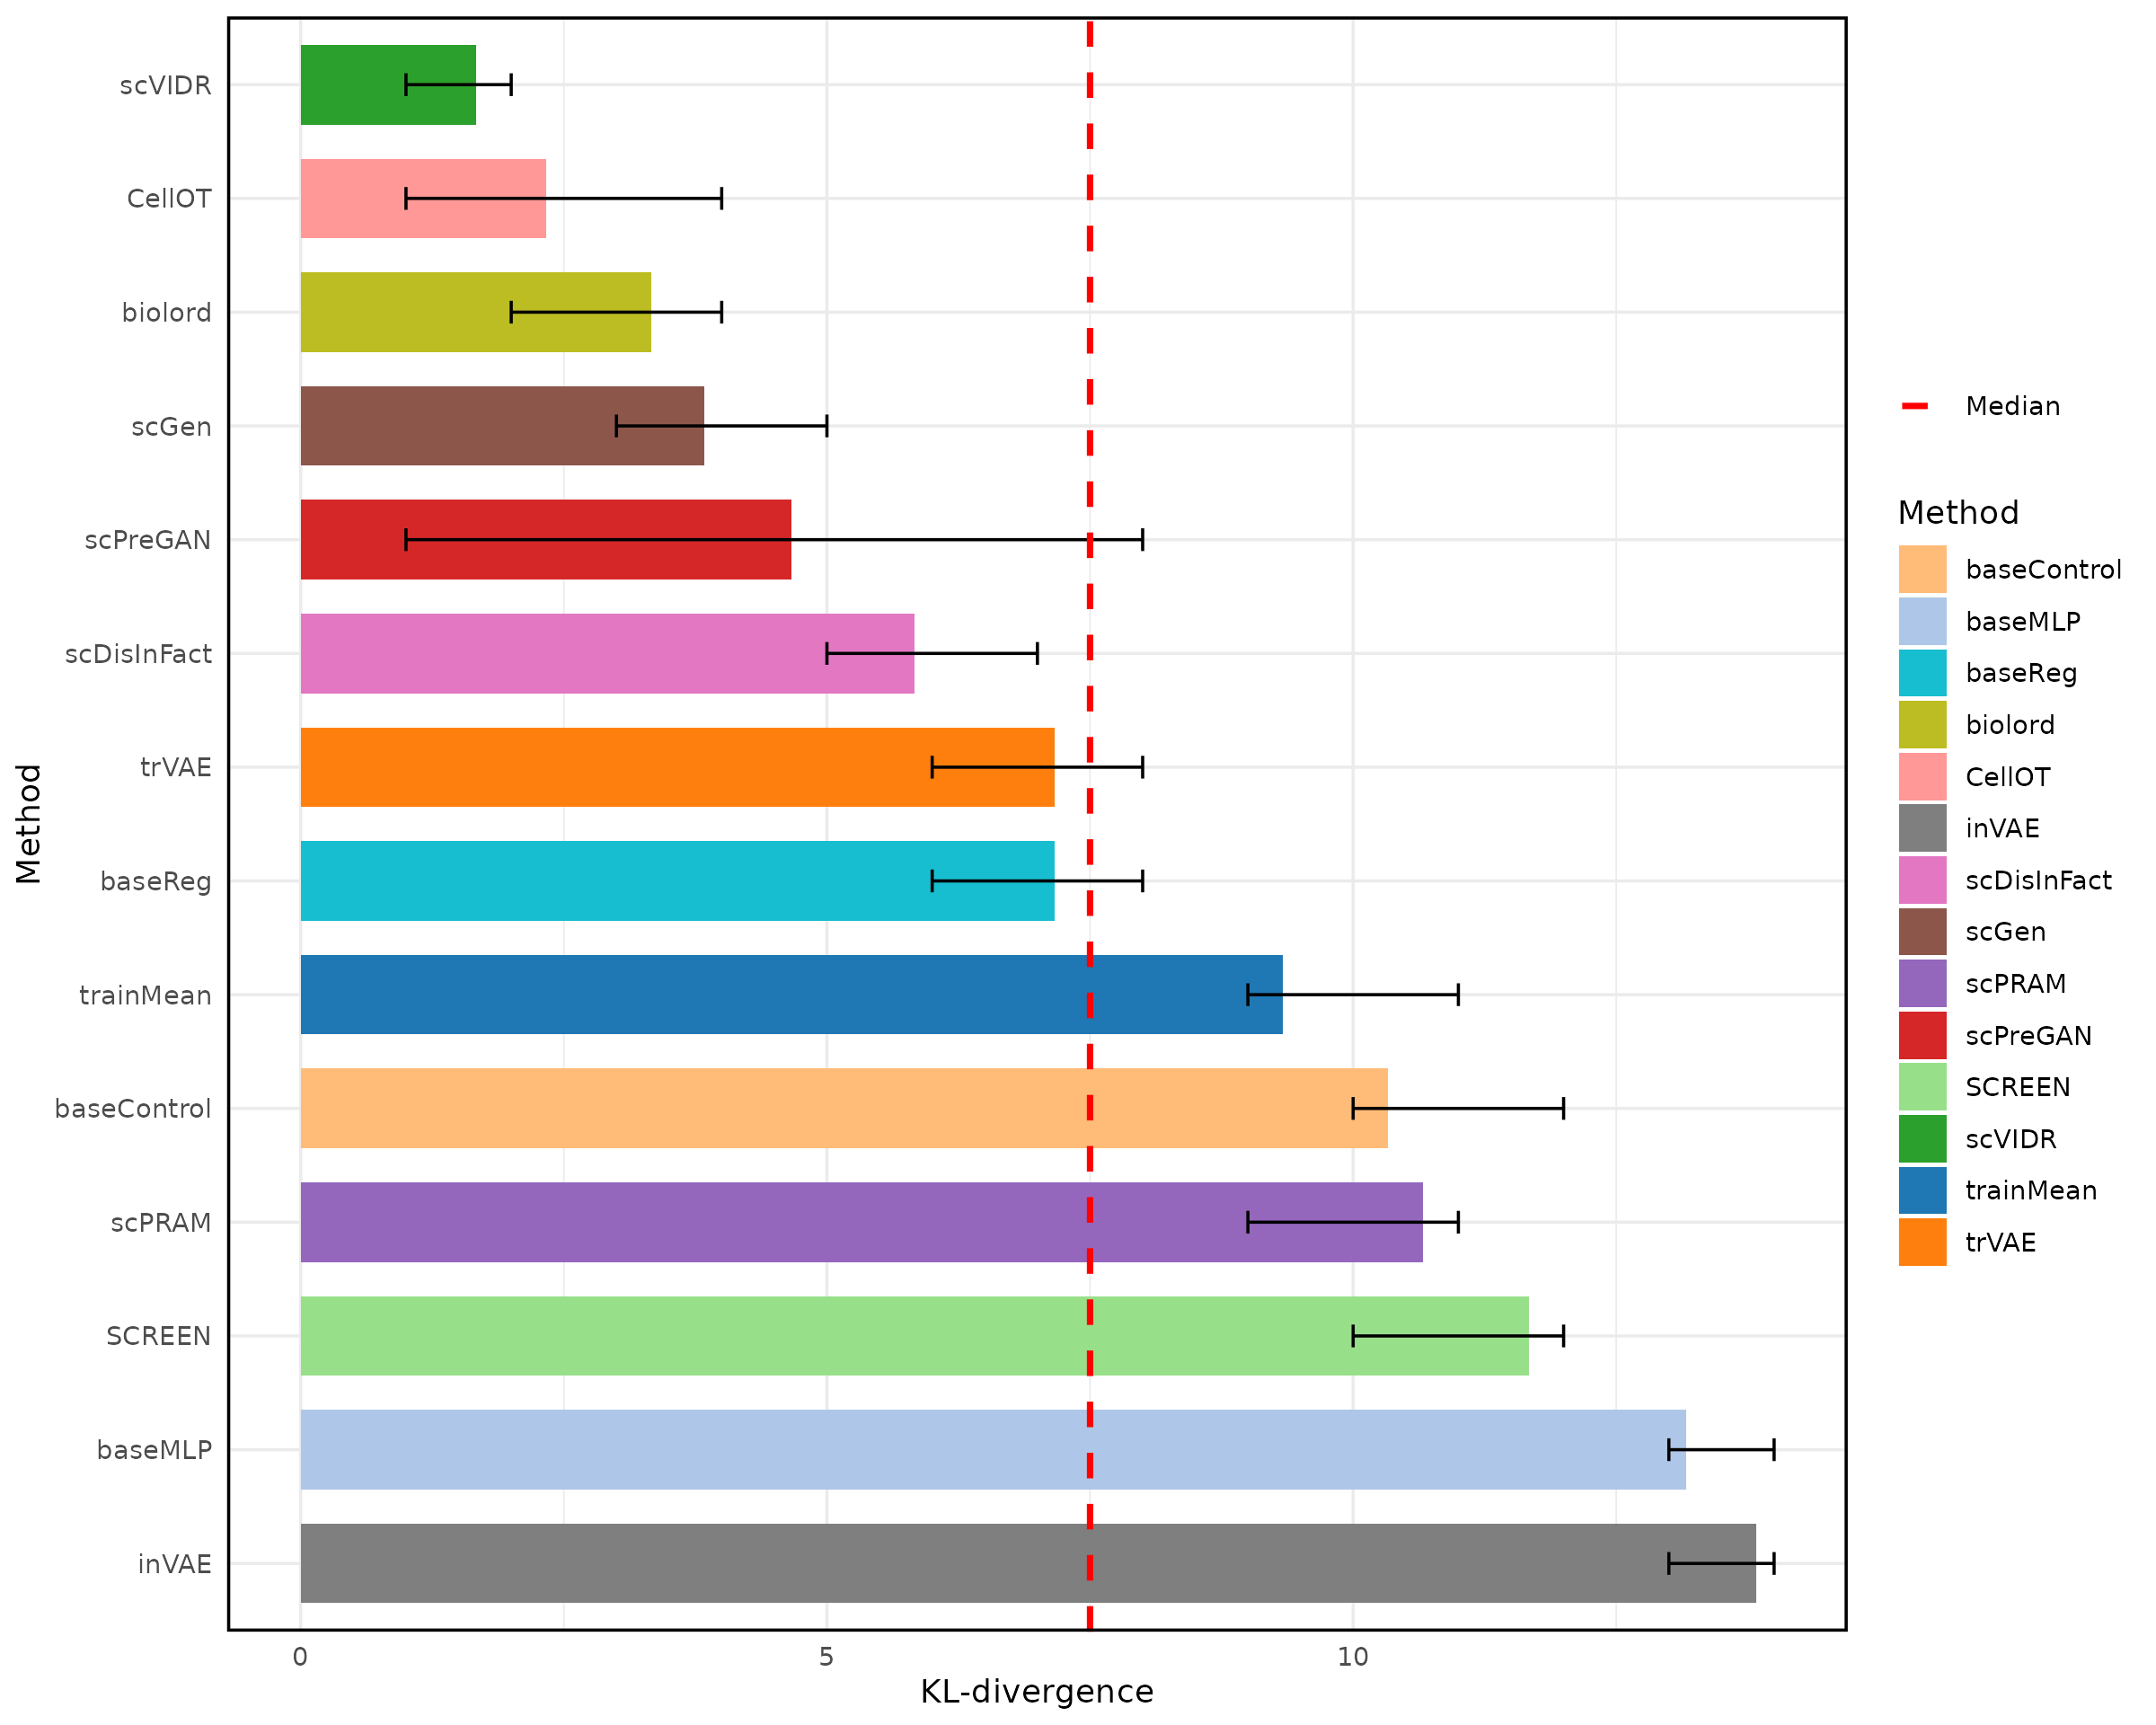 scVIDR
CellOT
biolord
scGen
scPreGAN
scDisInFact
trVAE
baseReg
trainMean
baseControl
scPRAM
SCREEN
baseMLP
inVAE
Method
0 5 10
KL-divergence
Median
Method
baseControl
baseMLP
baseReg
biolord
CellOT
inVAE
scDisInFact
scGen
scPRAM
scPreGAN
SCREEN
scVIDR
trainMean
trVAE